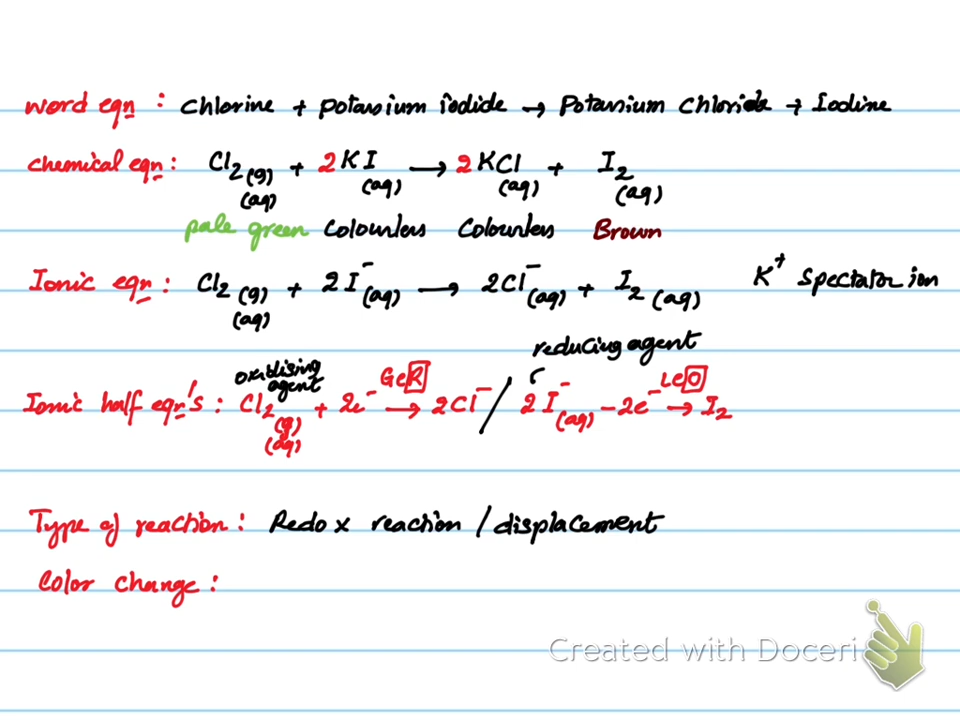 word eqn : Chlorine + potassium iodide → Potassium Chloride + Iodine
chemical eqn : Cl₂ (g) (aq) + 2KI (aq) → 2KCl (aq) + I₂ (aq)
pale green Colourless Colourless Brown
Ionic eqn : Cl₂ (g) (aq) + 2I⁻ (aq) → 2Cl⁻ (aq) + I₂ (aq) K⁺ Spectator ion
oxidising agent GeR reducing agent LeO
Ionic half eqn's : Cl₂ (g) (aq) + 2e⁻ → 2Cl⁻ / 2I⁻ (aq) - 2e⁻ → I₂
Type of reaction : Redox reaction / displacement
Color change :
Created with Doceri